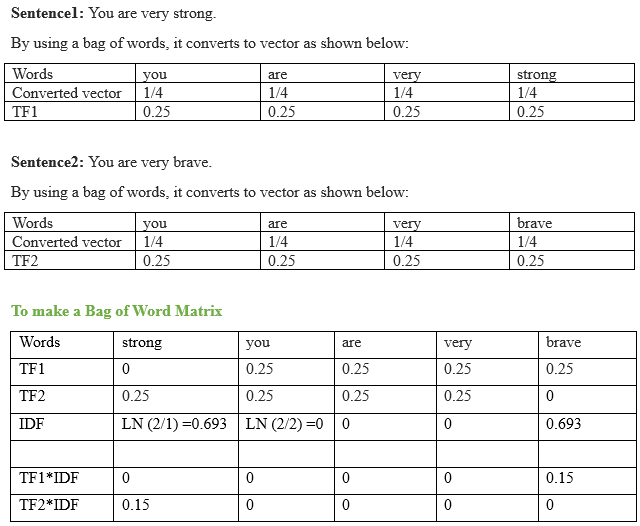 Sentence1: You are very strong.
By using a bag of words, it converts to vector as shown below:
Words you are very strong
Converted vector 1/4 1/4 1/4 1/4
TF1 0.25 0.25 0.25 0.25
Sentence2: You are very brave.
By using a bag of words, it converts to vector as shown below:
Words you are very brave
Converted vector 1/4 1/4 1/4 1/4
TF2 0.25 0.25 0.25 0.25
To make a Bag of Word Matrix
Words strong you are very brave
TF1 0 0.25 0.25 0.25 0.25
TF2 0.25 0.25 0.25 0.25 0
IDF LN (2/1) =0.693 LN (2/2) =0 0 0 0.693
TF1*IDF 0 0 0 0 0.15
TF2*IDF 0.15 0 0 0 0